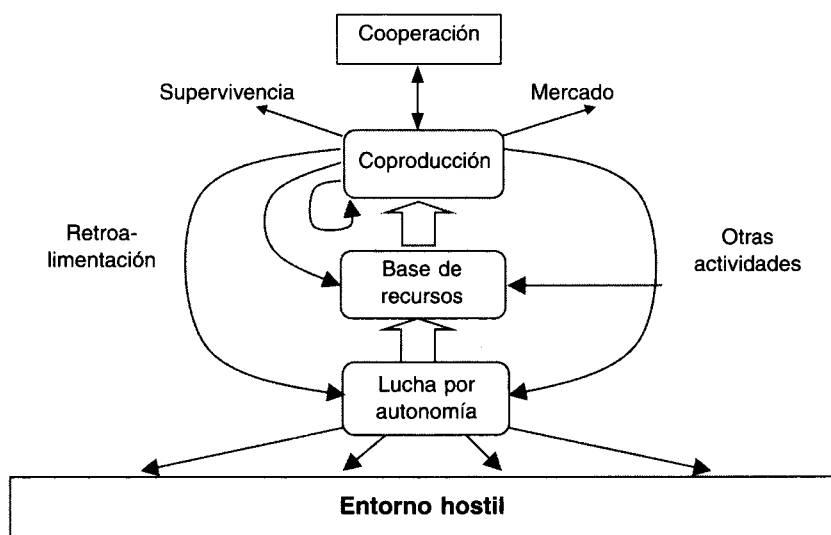 Cooperación
Supervivencia
Mercado
Coproducción
Retroa-
limentación
Otras
actividades
Base de
recursos
Lucha por
autonomía
Entorno hostil